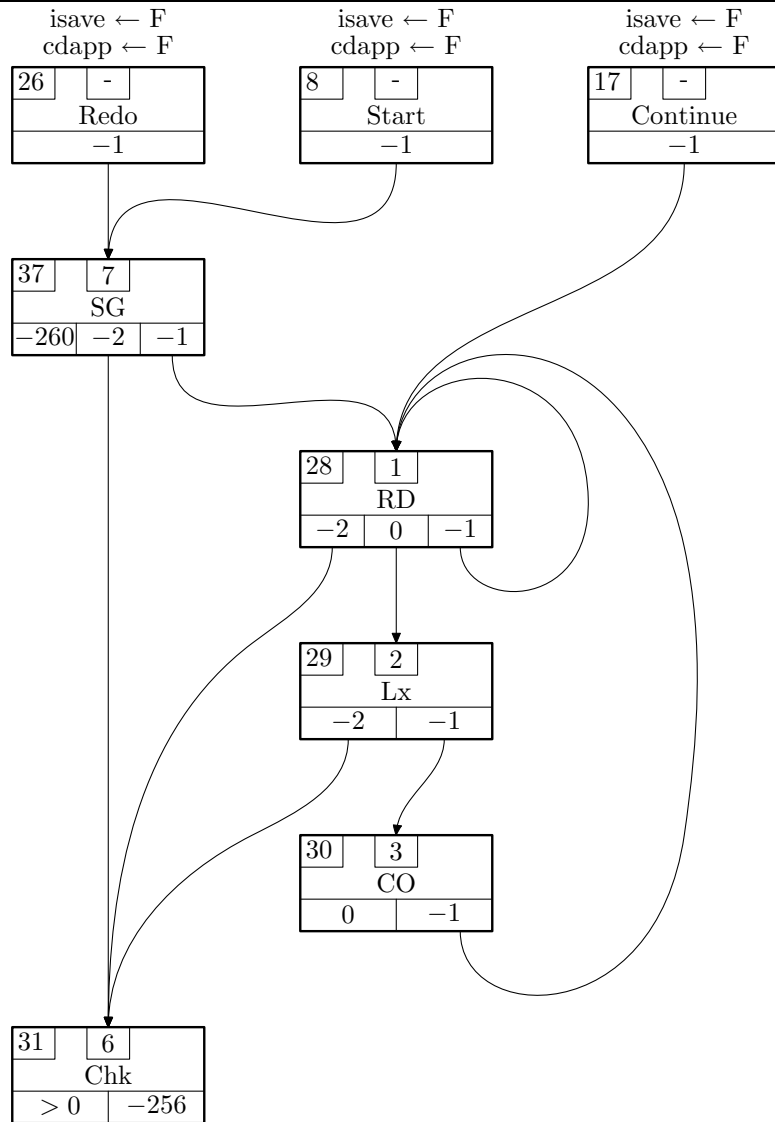 isave ← F isave ← F isave ← F
cdapp ← F cdapp ← F cdapp ← F
26 - 8 - 17 -
Redo Start Continue
−1 −1 −1
37 7
SG
−260 −2 −1
28 1
RD
−2 0 −1
29 2
Lx
−2 −1
30 3
CO
0 −1
31 6
Chk
> 0 −256